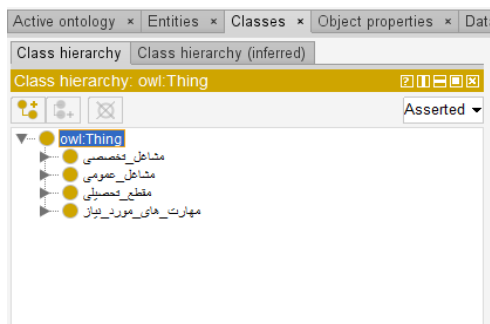 Active ontology × Entities × Classes × Object properties × Dat
Class hierarchy Class hierarchy (inferred)
Class hierarchy: owl:Thing
Asserted
owl:Thing
مشاغل_تخصصی
مشاغل_عمومی
مقطع_تحصیلی
مهارت_های_مورد_نیاز